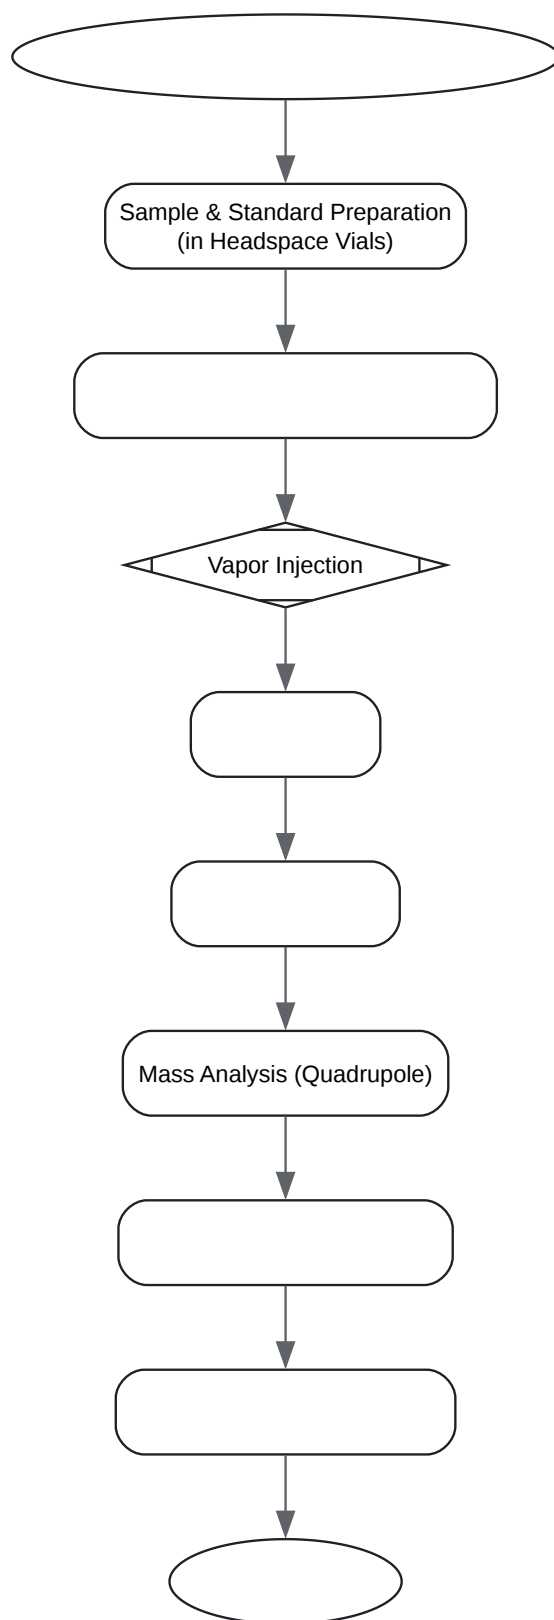 Sample & Standard Preparation
(in Headspace Vials)
Vapor Injection
Mass Analysis (Quadrupole)